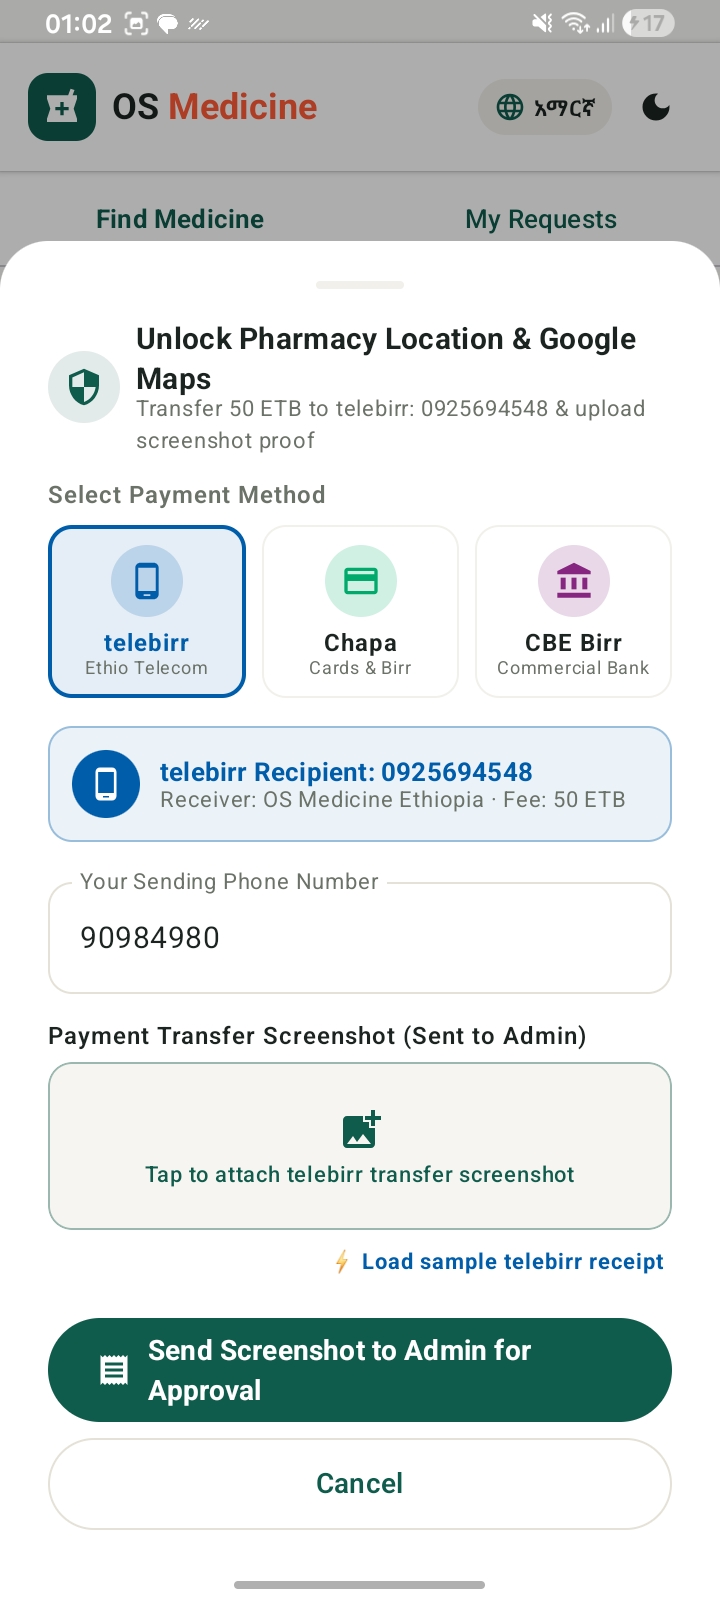 01:02
17
OS Medicine
አማርኛ
Find Medicine
My Requests
Unlock Pharmacy Location & Google
Maps
Transfer 50 ETB to telebirr: 0925694548 & upload
screenshot proof
Select Payment Method
telebirr
Ethio Telecom
Chapa
Cards & Birr
CBE Birr
Commercial Bank
telebirr Recipient: 0925694548
Receiver: OS Medicine Ethiopia · Fee: 50 ETB
Your Sending Phone Number
90984980
Payment Transfer Screenshot (Sent to Admin)
Tap to attach telebirr transfer screenshot
⚡ Load sample telebirr receipt
Send Screenshot to Admin for
Approval
Cancel